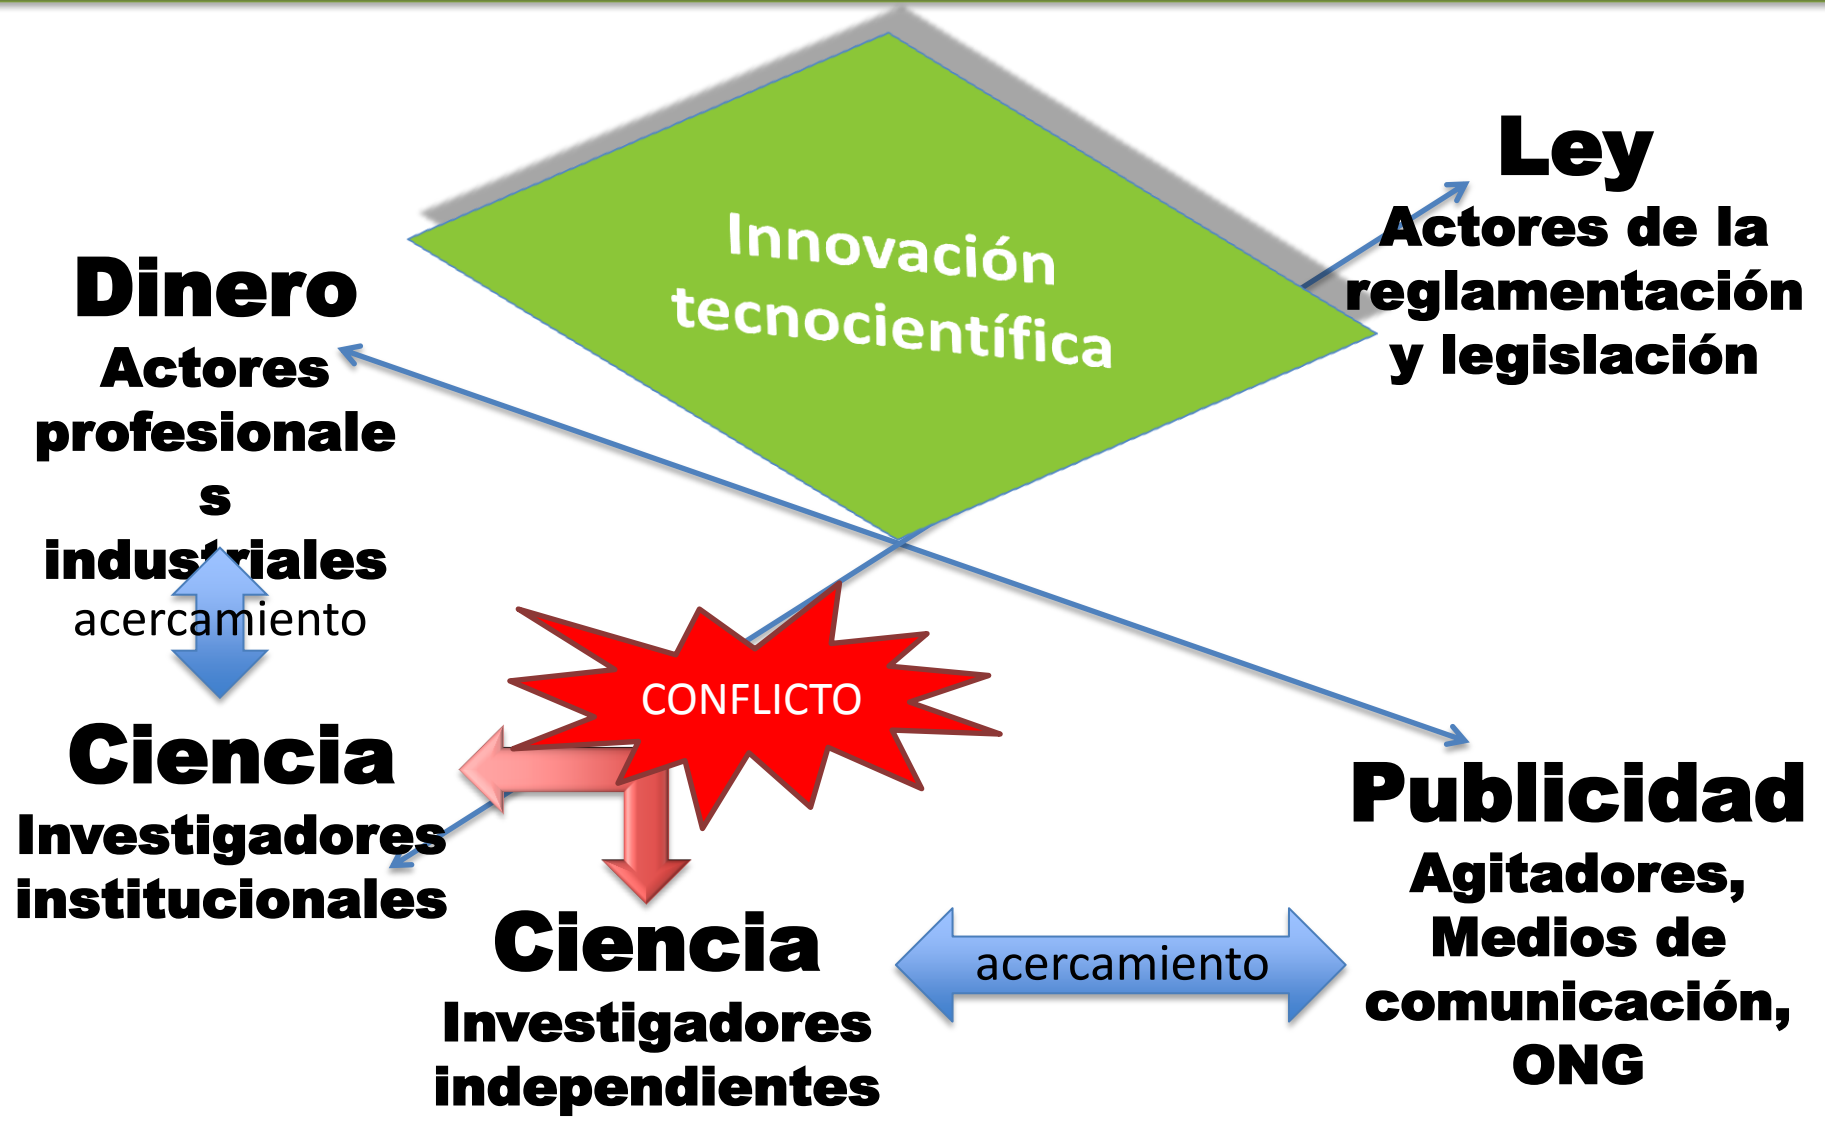 Innovación
tecnocientífica
Ley
Actores de la
reglamentación
y legislación
Dinero
Actores
profesionale
s
industriales
acercamiento
CONFLICTO
Ciencia
Investigadores
institucionales
Ciencia
Investigadores
independientes
acercamiento
Publicidad
Agitadores,
Medios de
comunicación,
ONG